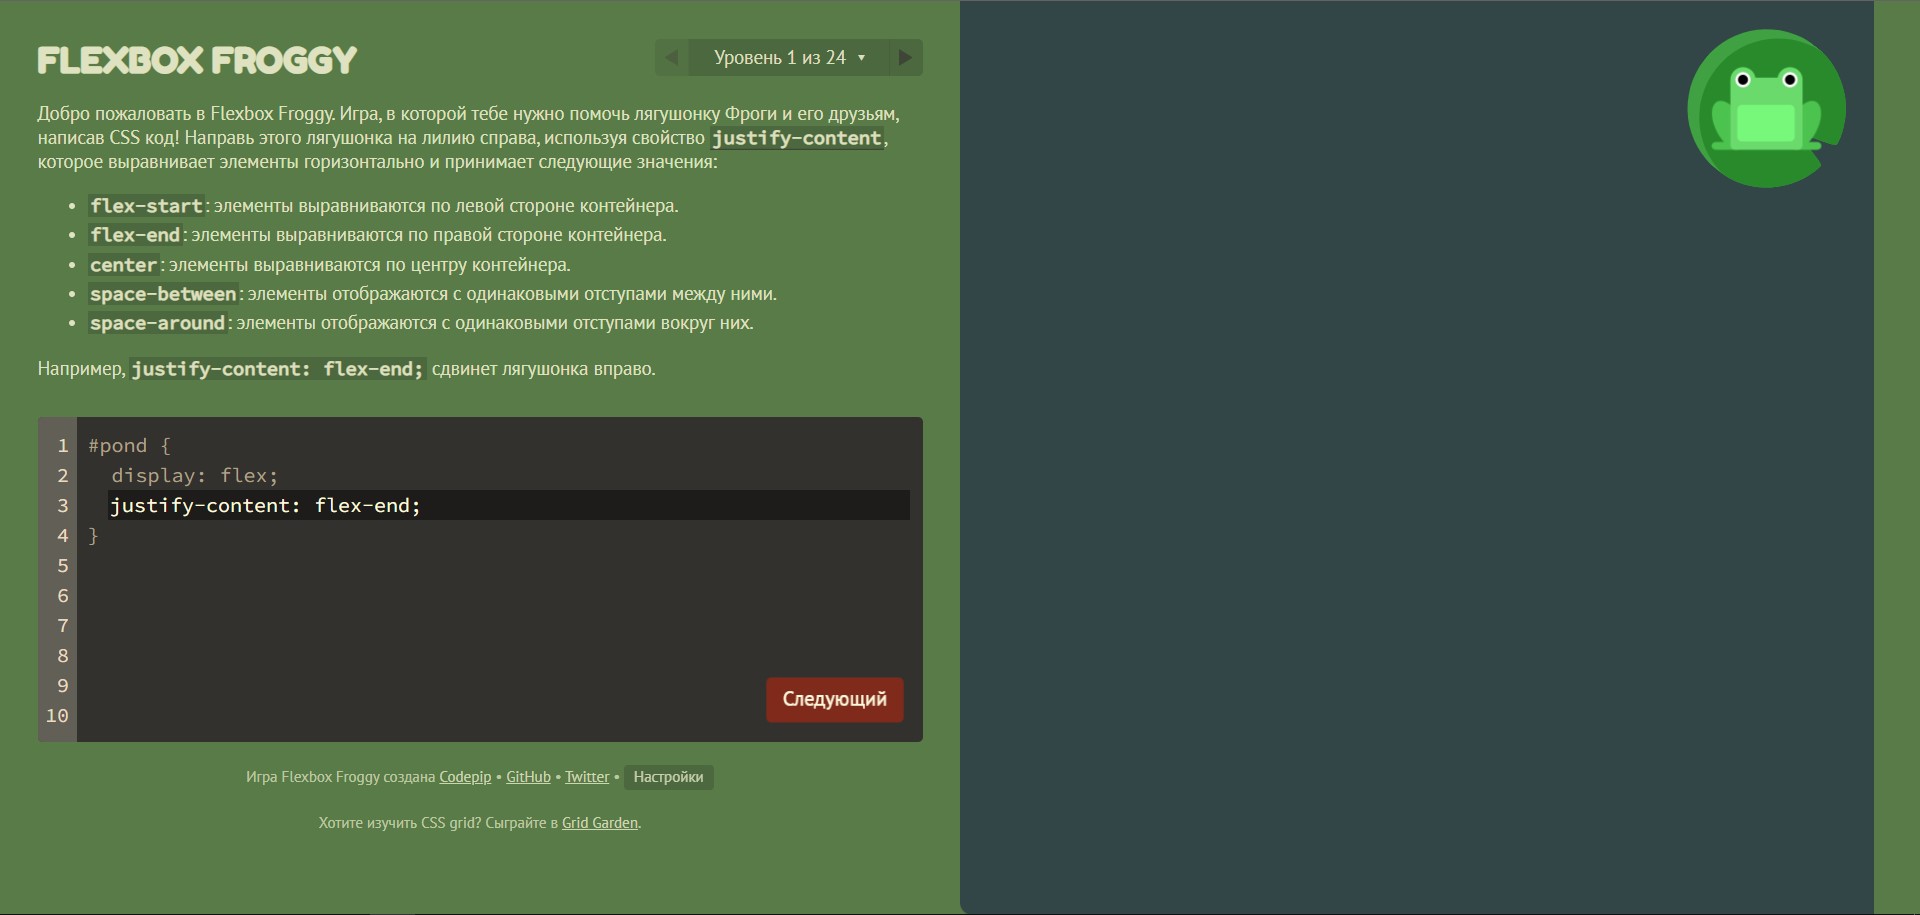 FLEXBOX FROGGY
Уровень 1 из 24
Добро пожаловать в Flexbox Froggy. Игра, в которой тебе нужно помочь лягушонку Фроги и его друзьям,
написав CSS код! Направь этого лягушонка на лилию справа, используя свойство justify-content,
которое выравнивает элементы горизонтально и принимает следующие значения:
• flex-start: элементы выравниваются по левой стороне контейнера.
• flex-end: элементы выравниваются по правой стороне контейнера.
• center: элементы выравниваются по центру контейнера.
• space-between: элементы отображаются с одинаковыми отступами между ними.
• space-around: элементы отображаются с одинаковыми отступами вокруг них.
Например, justify-content: flex-end; сдвинет лягушонка вправо.
1 #pond {
2 display: flex;
3 justify-content: flex-end;
4 }
5
6
7
8
9
10
Следующий
Игра Flexbox Froggy создана Codepip • GitHub • Twitter • Настройки
Хотите изучить CSS grid? Сыграйте в Grid Garden.